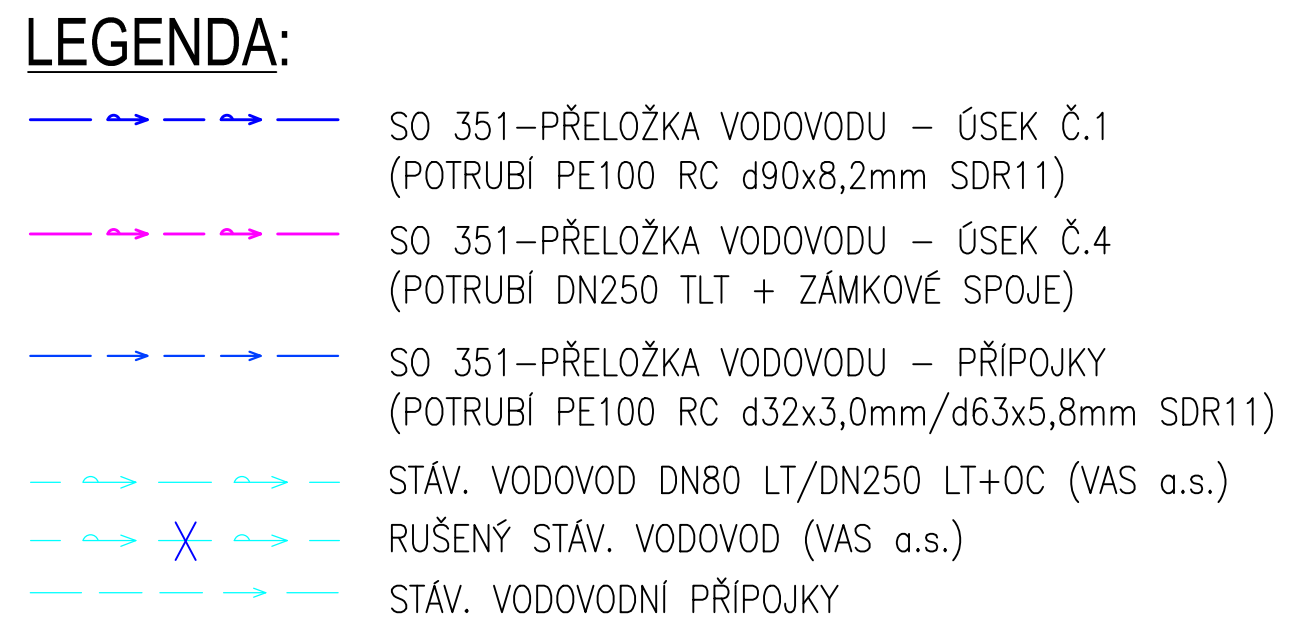 LEGENDA:
SO 351-PŘELOŽKA VODOVODU - ÚSEK Č.1
(POTRUBÍ PE100 RC d90x8,2mm SDR11)
SO 351-PŘELOŽKA VODOVODU - ÚSEK Č.4
(POTRUBÍ DN250 TLT + ZÁMKOVÉ SPOJE)
SO 351-PŘELOŽKA VODOVODU - PŘÍPOJKY
(POTRUBÍ PE100 RC d32x3,0mm/d63x5,8mm SDR11)
STÁV. VODOVOD DN80 LT/DN250 LT+OC (VAS a.s.)
RUŠENÝ STÁV. VODOVOD (VAS a.s.)
STÁV. VODOVODNÍ PŘÍPOJKY